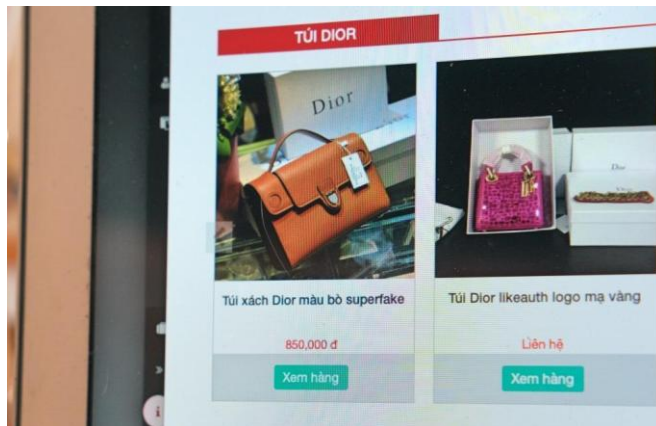 TÚI DIOR
Dior
Dior
Túi xách Dior màu bò superfake
Túi Dior likeauth logo mạ vàng
850,000 đ
Liên hệ
Xem hàng
Xem hàng